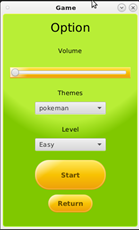 Game
Option
Volume
Themes
pokeman
Level
Easy
Start
Return